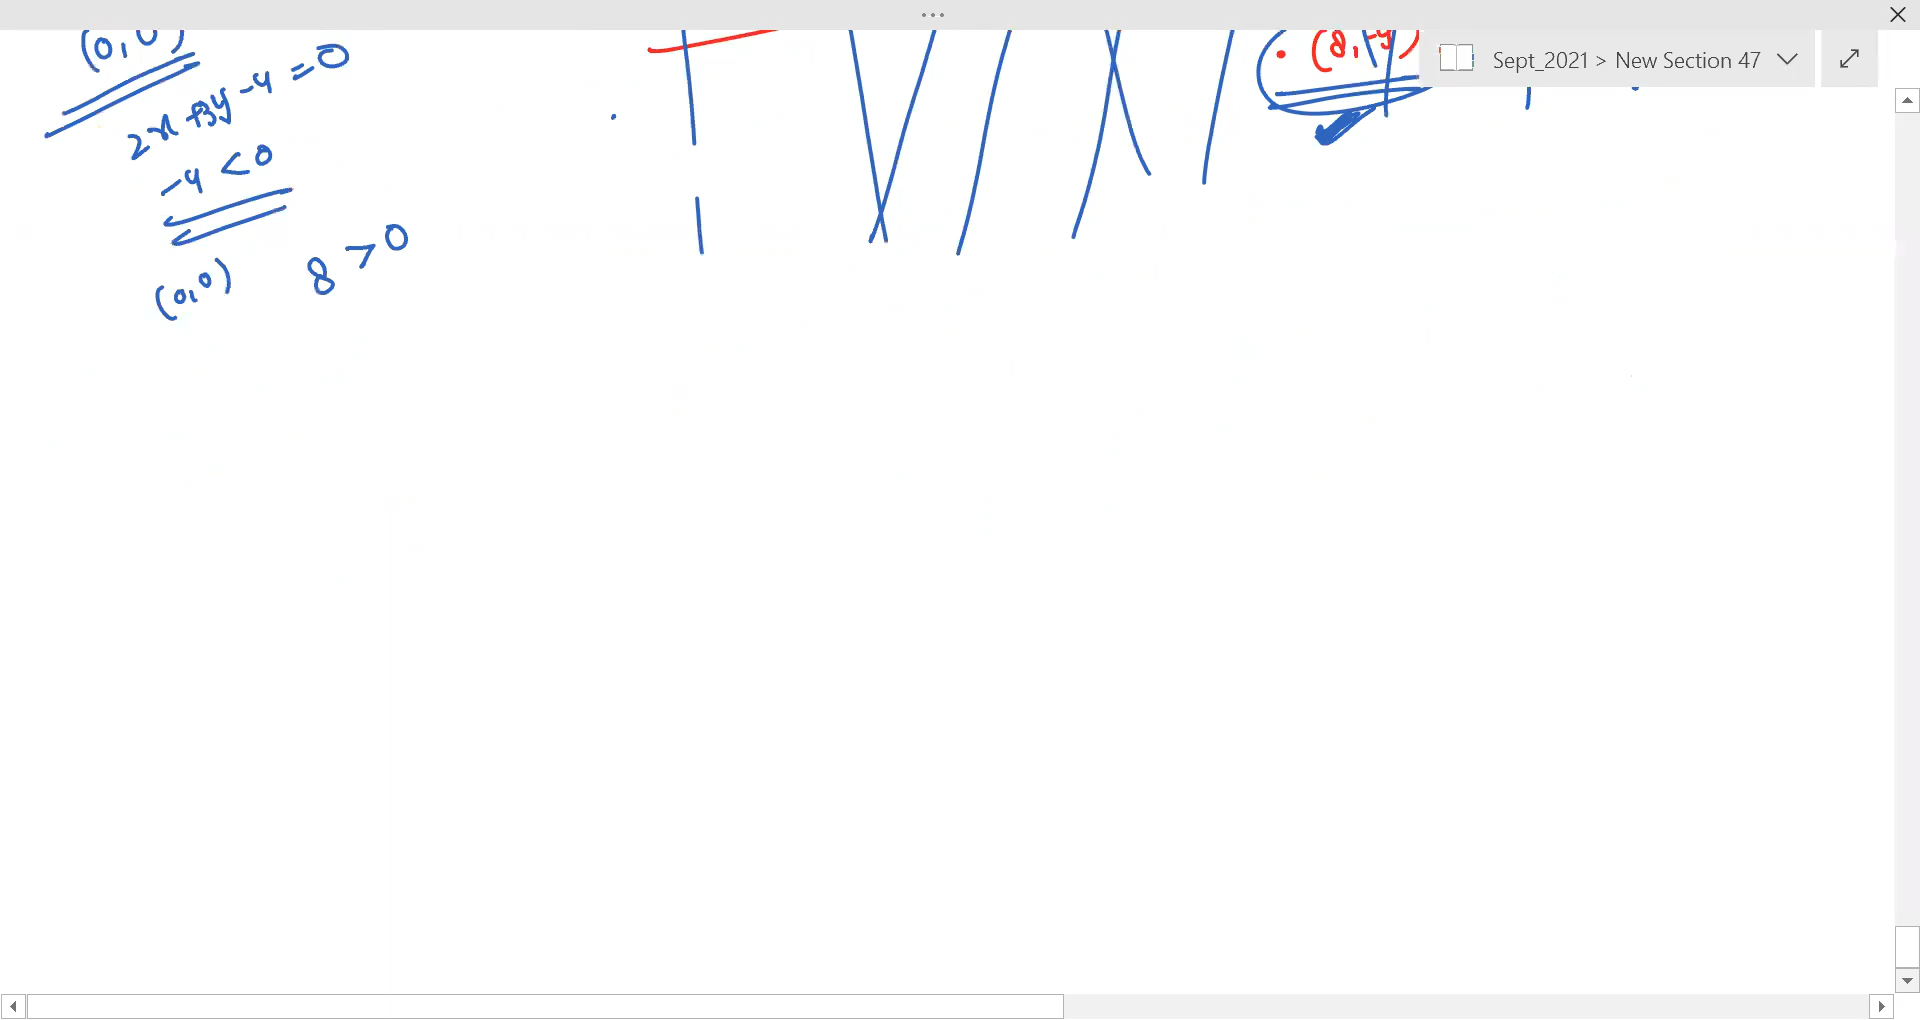 (0,0)
2x+3y-4=0
-4<0
(0,0) 8>0
Sept_2021 > New Section 47